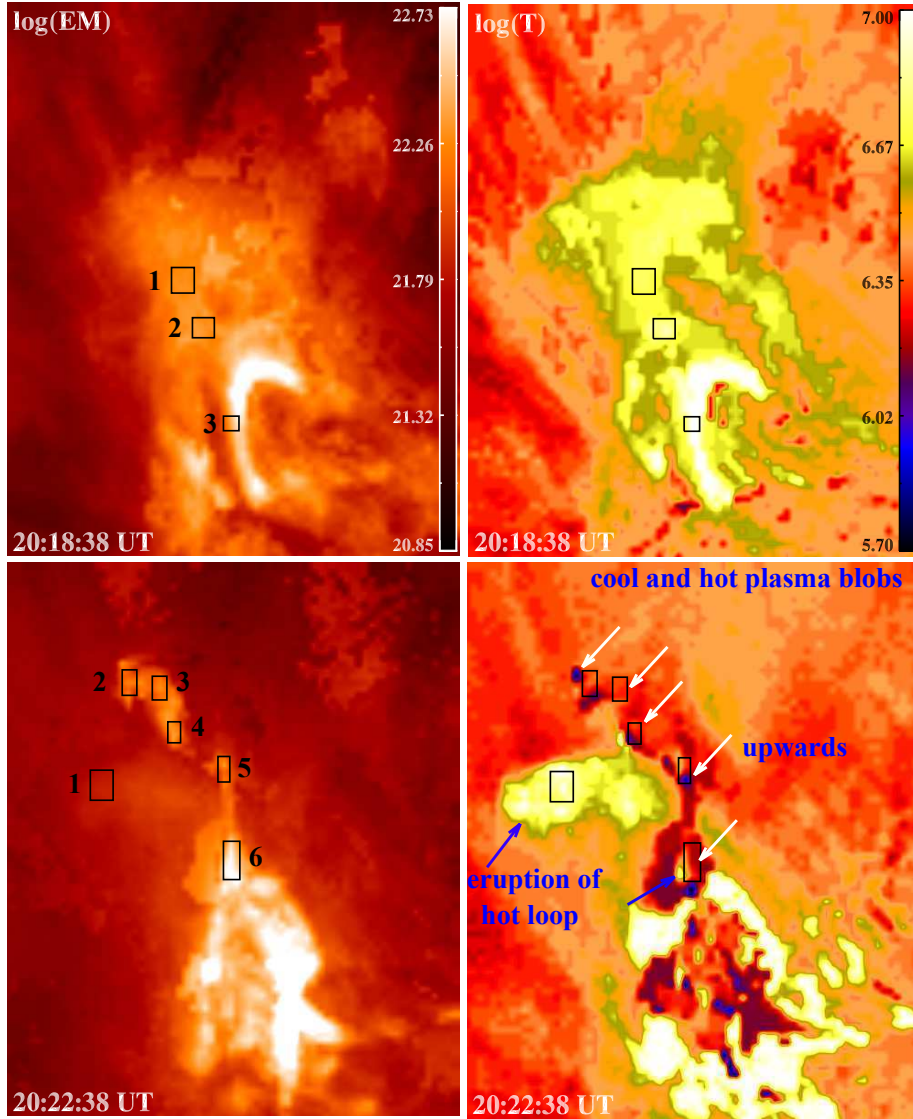 log(EM)
22.73
22.26
21.79
21.32
20.85
1
2
3
20:18:38 UT
log(T)
7.00
6.67
6.35
6.02
5.70
20:18:38 UT
2
3
4
5
1
6
20:22:38 UT
cool and hot plasma blobs
upwards
eruption of
hot loop
20:22:38 UT